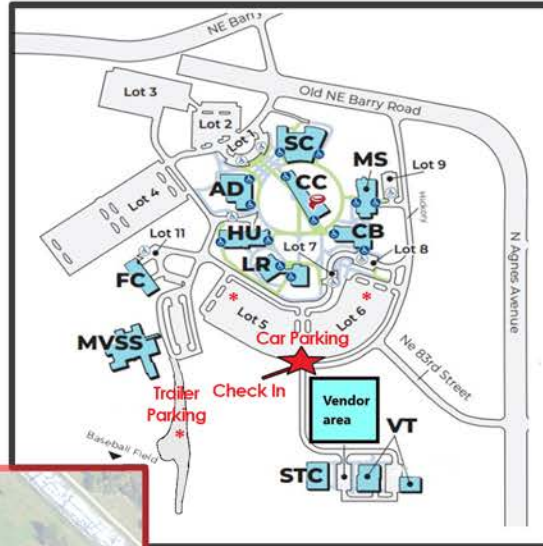 NE Barry
Old NE Barry Road
Lot 3
Lot 2
Lot 1
SC
MS
Lot 9
CC
Lot 4
AD
Hickory
N Agnes Avenue
HU
Lot 7
CB
Lot 8
Lot 11
LR
FC
*
*
Lot 5
Lot 6
MVSS
Car Parking
Ne 83rd Street
Trailer
Parking
*
Check In
Vendor
area
Baseball Field
VT
STC